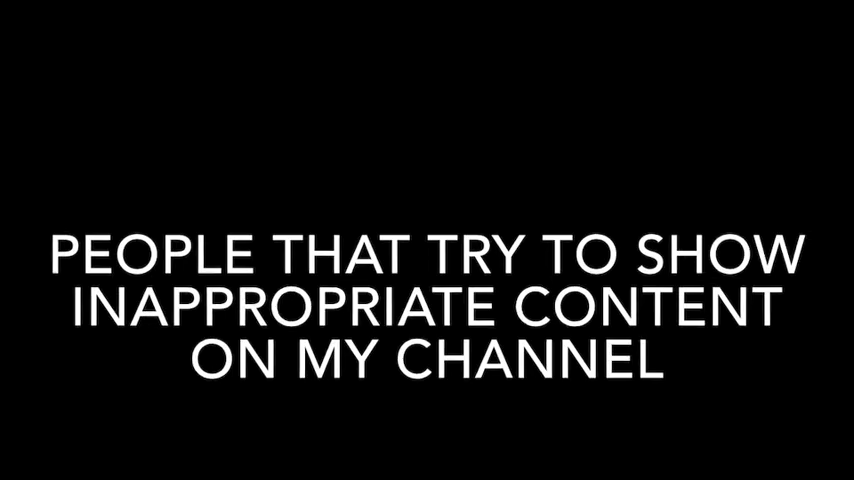 PEOPLE THAT TRY TO SHOW
INAPPROPRIATE CONTENT
ON MY CHANNEL